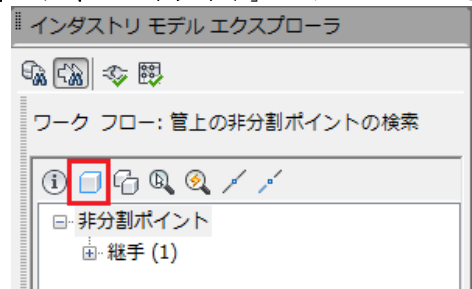 インダストリ モデル エクスプローラ
ワーク フロー: 管上の非分割ポイントの検索
非分割ポイント
継手 (1)